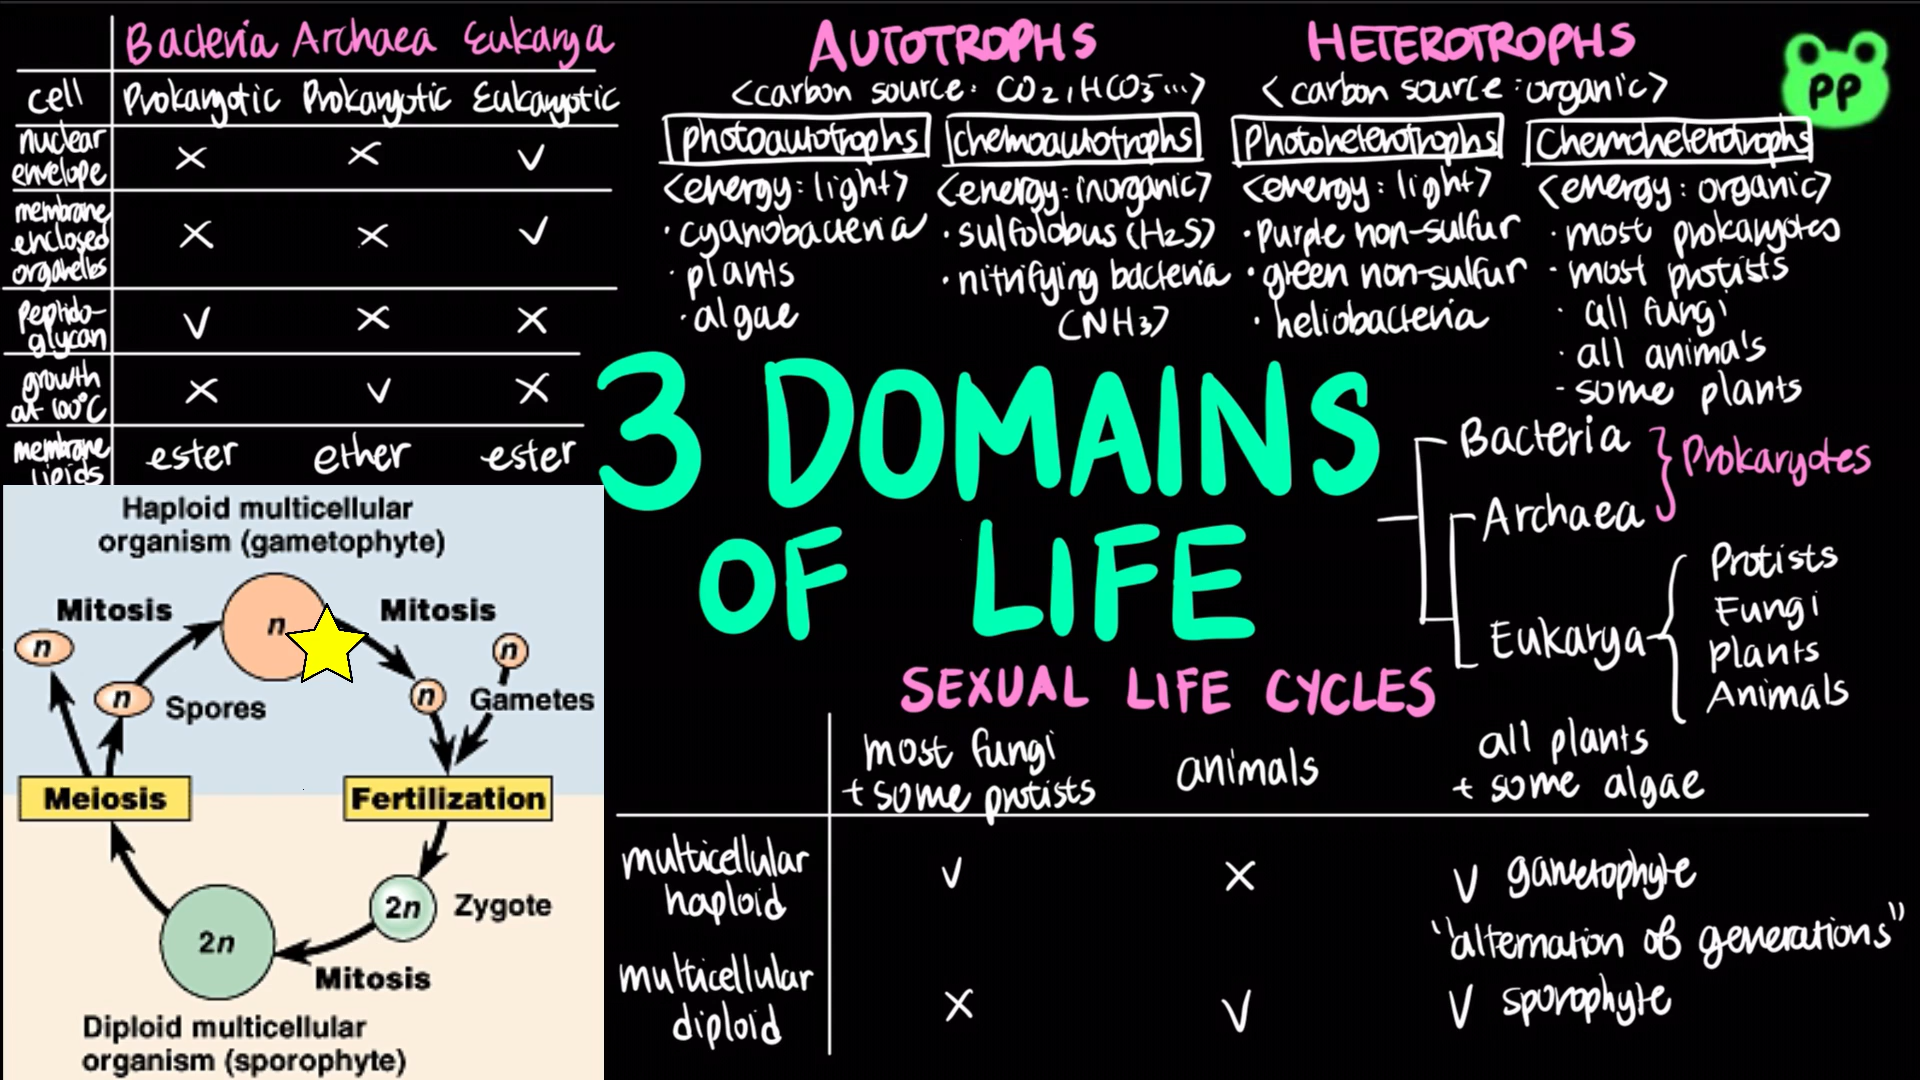 Bacteria Archaea Eukarya
cell Prokaryotic Prokaryotic Eukaryotic
nuclear
envelope X X V
membrane
enclosed
organelles X X V
Peptido-
glycan V X X
growth
at 100°C X V X
membrane
lipids ester ether ester
AUTOTROPHS
<carbon source: CO2, HCO3-...>
photoautotrophs
<energy: light>
• cyanobacteria
• plants
• algae
chemoautotrophs
<energy: inorganic>
• sulfolobus (H2S)
• nitrifying bacteria
(NH3)
HETEROTROPHS
<carbon source: organic>
Photoheterotrophs
<energy: light>
• Purple non-sulfur
• green non-sulfur
• heliobacteria
Chemoheterotrophs
<energy: organic>
• most prokaryotes
• most protists
• all fungi
• all animals
- some plants
PP
3 DOMAINS
OF LIFE
Bacteria
Archaea
Prokaryotes
Eukarya
Protists
Fungi
Plants
Animals
Haploid multicellular
organism (gametophyte)
Mitosis
n
Mitosis
n
n
n
Spores
n
Gametes
Meiosis
Fertilization
2n
2n
Zygote
Mitosis
Diploid multicellular
organism (sporophyte)
SEXUAL LIFE CYCLES
most fungi
+ some protists
animals
all plants
+ some algae
multicellular
haploid V X V gametophyte
"alternation of generations"
multicellular
diploid X V V sporophyte